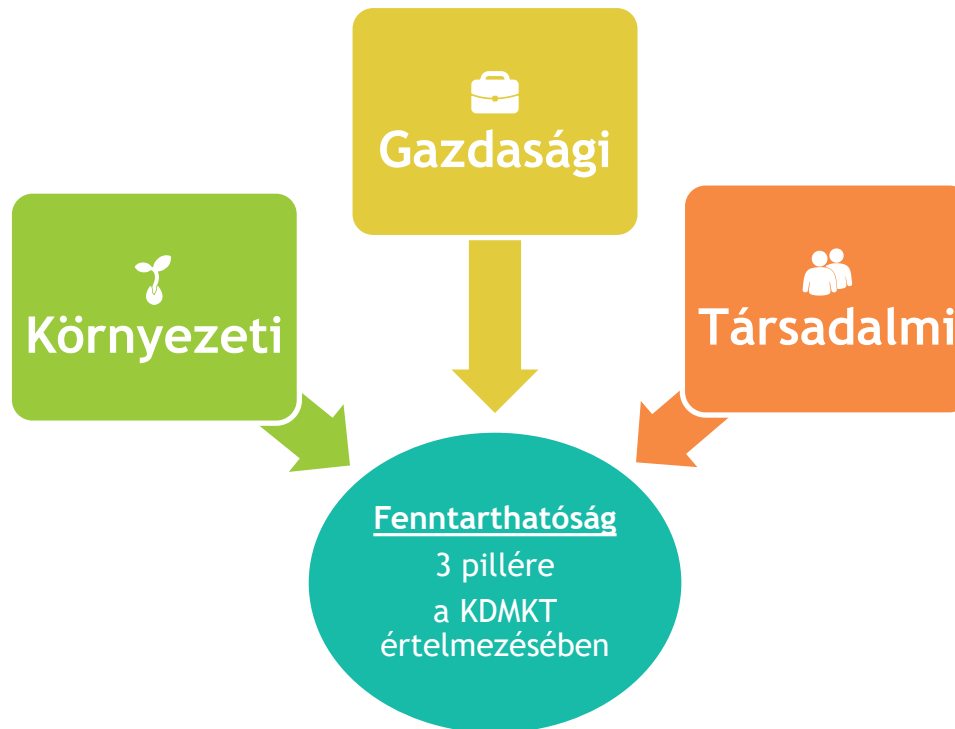 Gazdasági
Környezeti
Társadalmi
Fenntarthatóság
3 pillére
a KDMKT
értelmezésében